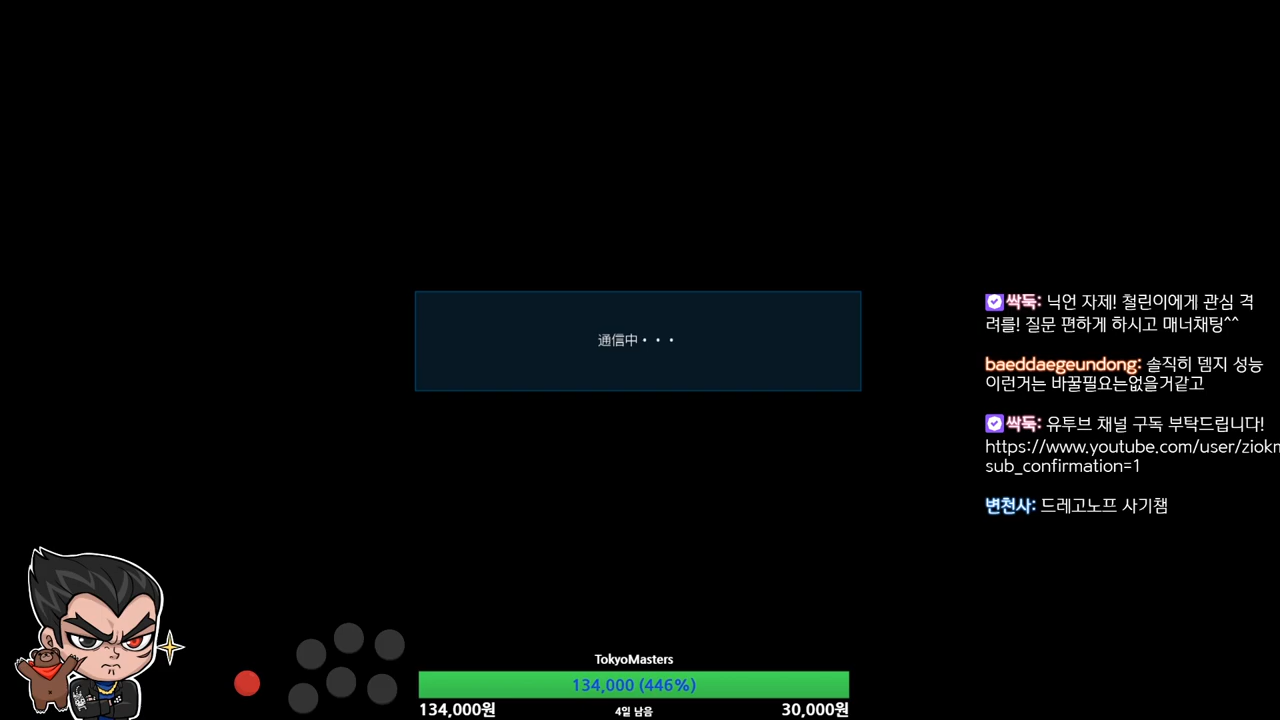 通信中・・・
싹둑: 닉언 자제! 철린이에게 관심 격
려를! 질문 편하게 하시고 매너채팅^^
baeddaegeundong: 솔직히 뎀지 성능
이런거는 바꿀필요는없을거같고
싹둑: 유투브 채널 구독 부탁드립니다!
https://www.youtube.com/user/ziokm
sub_confirmation=1
변천사: 드레고노프 사기챔
TokyoMasters
134,000 (446%)
134,000원
4일 남음
30,000원